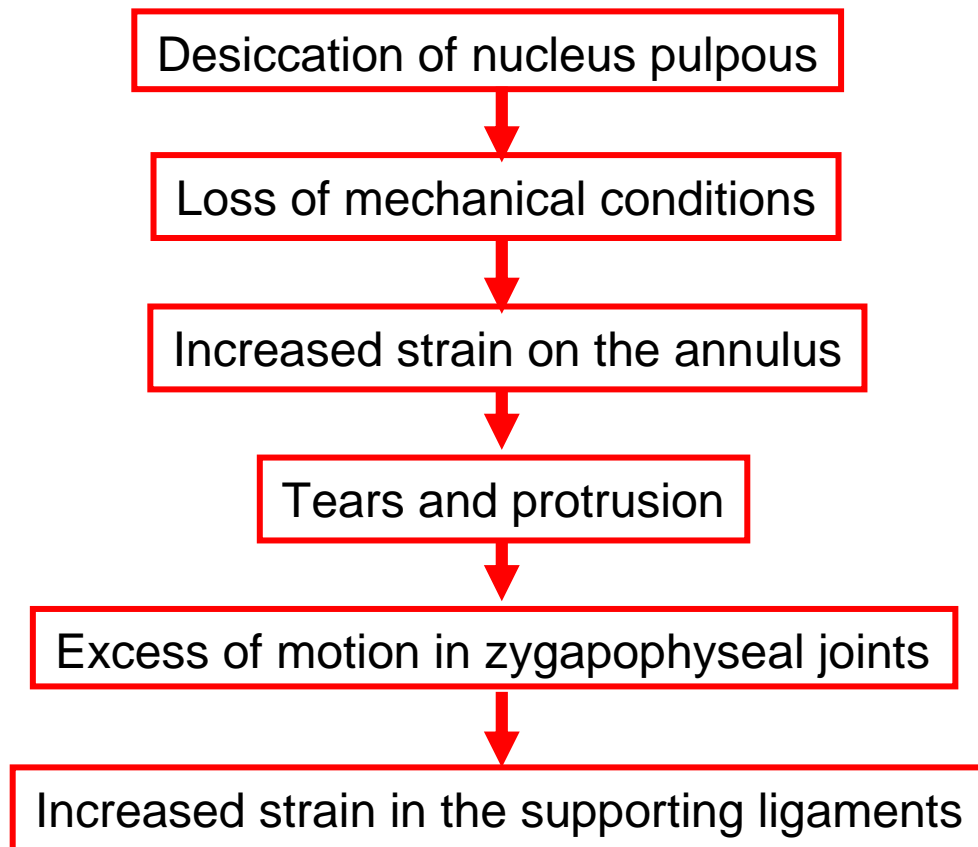 Desiccation of nucleus pulpous
Loss of mechanical conditions
Increased strain on the annulus
Tears and protrusion
Excess of motion in zygapophyseal joints
Increased strain in the supporting ligaments